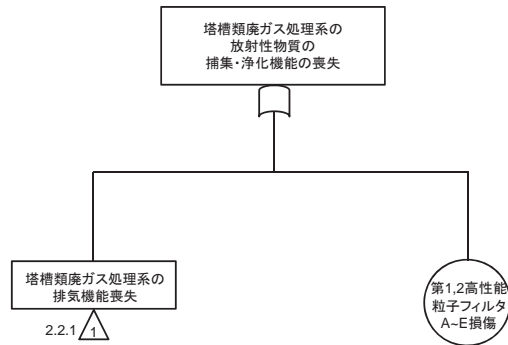 塔槽類廃ガス処理系の
放射性物質の
捕集・浄化機能の喪失
塔槽類廃ガス処理系の
排気機能喪失
2.2.1 1
第1,2高性能
粒子フィルタ
A~E損傷